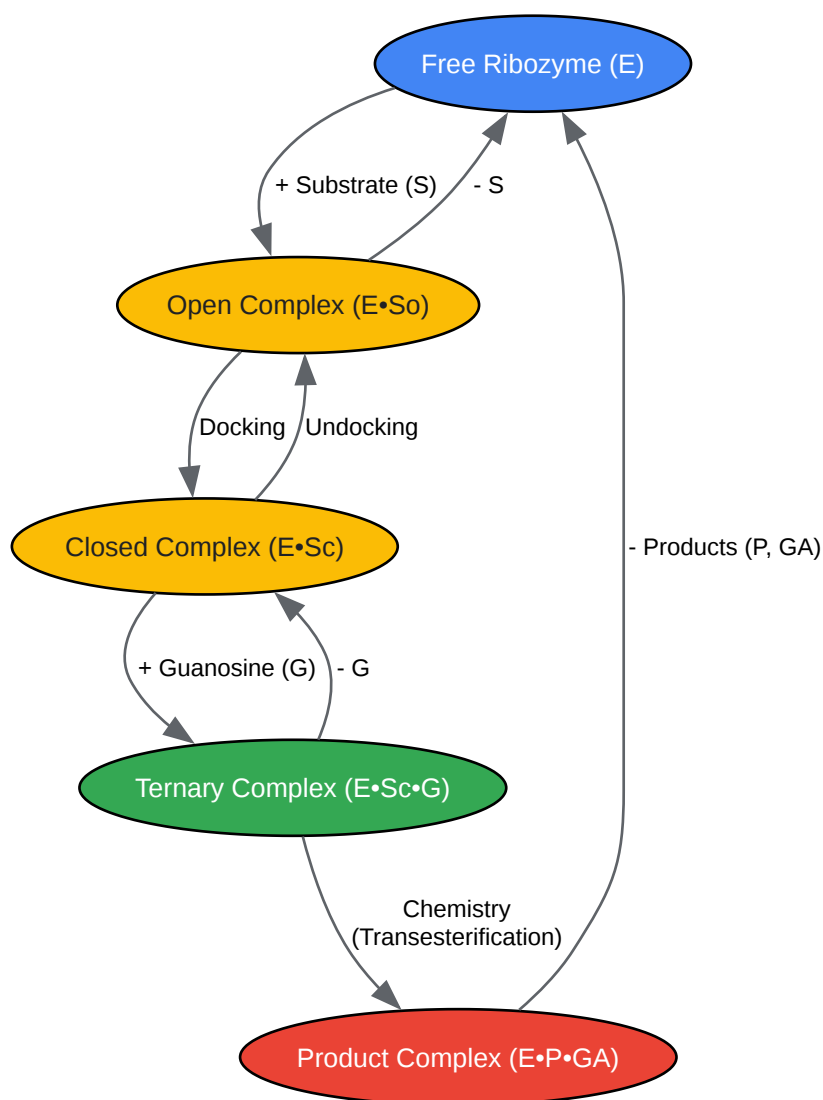 Free Ribozyme (E)
+ Substrate (S)
- S
Open Complex (E•So)
Docking
Undocking
Closed Complex (E•Sc)
- Products (P, GA)
+ Guanosine (G)
- G
Ternary Complex (E•Sc•G)
Chemistry
(Transesterification)
Product Complex (E•P•GA)